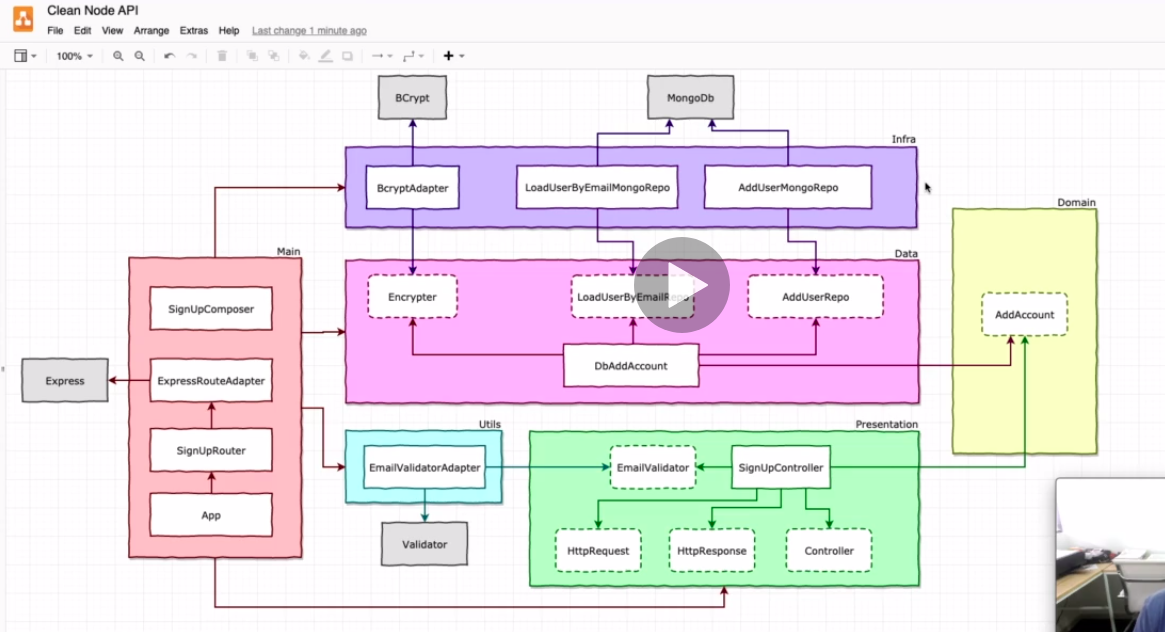 Clean Node API
File Edit View Arrange Extras Help Last change 1 minute ago
100%
BCrypt
MongoDb
Infra
BcryptAdapter
LoadUserByEmailMongoRepo
AddUserMongoRepo
Domain
Main
Data
SignUpComposer
Encrypter
LoadUserByEmailRepo
AddUserRepo
AddAccount
Express
ExpressRouteAdapter
DbAddAccount
Utils
Presentation
SignUpRouter
EmailValidatorAdapter
EmailValidator
SignUpController
App
Validator
HttpRequest
HttpResponse
Controller